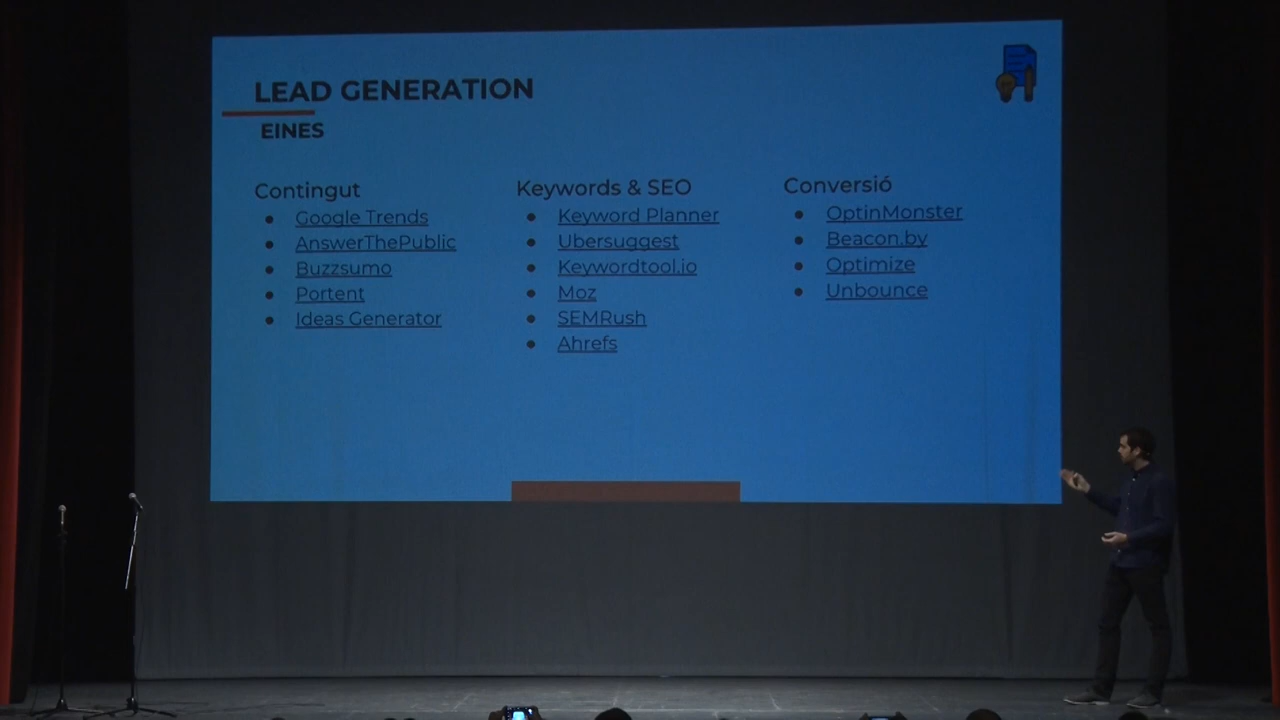 LEAD GENERATION
EINES
Contingut
Google Trends
AnswerThePublic
Buzzsumo
Portent
Ideas Generator
Keywords & SEO
Keyword Planner
Ubersuggest
Keywordtool.io
Moz
SEMRush
Ahrefs
Conversió
OptinMonster
Beacon.by
Optimize
Unbounce